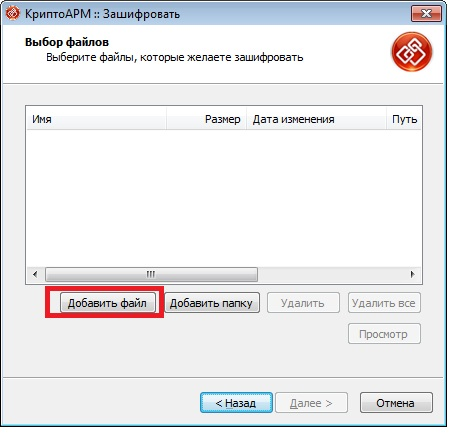 КриптоАРМ :: Зашифровать
Выбор файлов
Выберите файлы, которые желаете зашифровать
Имя Размер Дата изменения Путь
Добавить файл Добавить папку Удалить Удалить все
Просмотр
< Назад Далее > Отмена